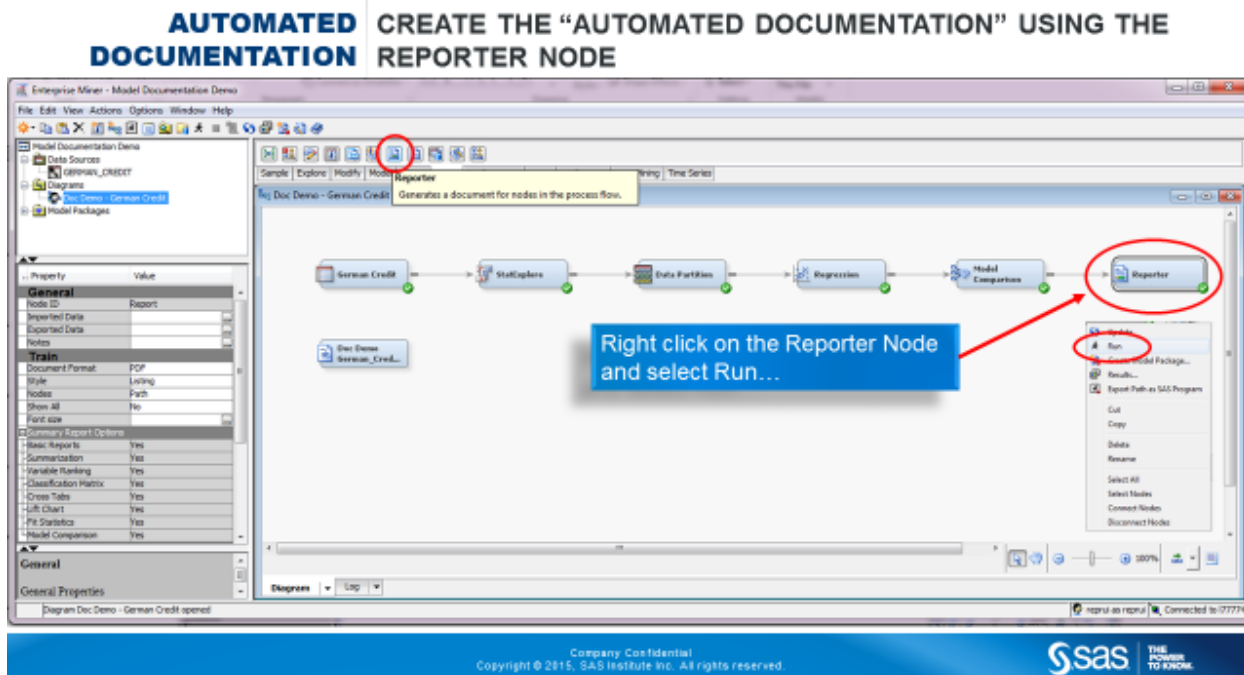 AUTOMATED DOCUMENTATION
CREATE THE “AUTOMATED DOCUMENTATION” USING THE REPORTER NODE
Enterprise Miner - Model Documentation Demo
File Edit View Actions Options Window Help
Model Documentation Demo
Data Sources
GERMAN_CREDIT
Diagrams
Doc Demo - German Credit
Model Packages
Sample Explore Modify Mode
ining Time Series
Reporter
Generates a document for nodes in the process flow.
Doc Demo - German Credit
.. Property Value
General
Node ID Report
Imported Data
Exported Data
Notes
Train
Document Format PDF
Style Listing
Nodes Path
Show All No
Font size
Summary Report Options
Basic Reports Yes
Summarization Yes
Variable Ranking Yes
Classification Matrix Yes
Cross Tabs Yes
Lift Chart Yes
Fit Statistics Yes
Model Comparison Yes
General
General Properties
German Credit
StatExplore
Data Partition
Regression
Model Comparison
Reporter
Doc Demo German_Cred...
Right click on the Reporter Node
and select Run…
Update
Run
Create Model Package...
Results...
Export Path as SAS Program
Cut
Copy
Delete
Rename
Select All
Select Nodes
Connect Nodes
Disconnect Nodes
100%
Diagram Log
Diagram Doc Demo - German Credit opened
Connected to
Company Confidential
Copyright © 2015, SAS Institute Inc. All rights reserved.
sas THE POWER TO KNOW.